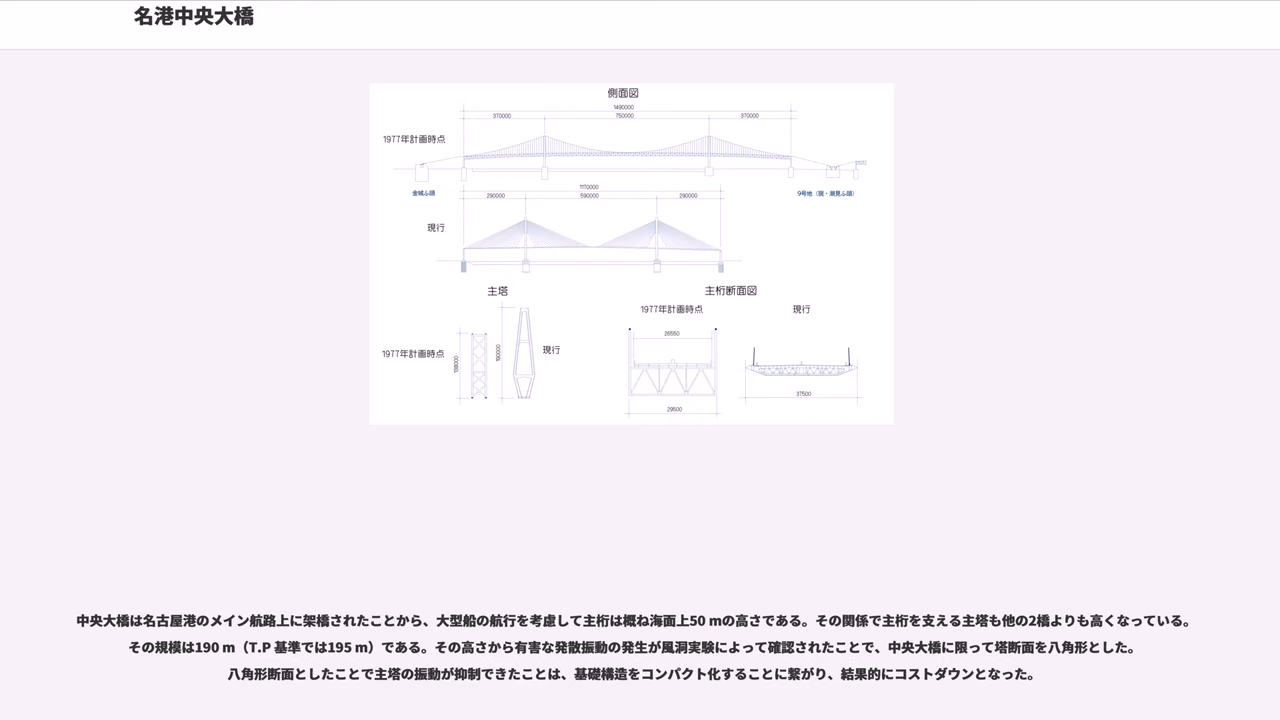 名港中央大橋
側面図
1490000
370000 750000 370000
1977年計画時点
金城ふ頭
9号地（現・潮見ふ頭）
1170000
290000 590000 290000
現行
主塔
主桁断面図
1977年計画時点
現行
26550
190000
現行
1977年計画時点
37500
29500
中央大橋は名古屋港のメイン航路上に架橋されたことから、大型船の航行を考慮して主桁は概ね海面上50 mの高さである。その関係で主桁を支える主塔も他の2橋よりも高くなっている。
その規模は190 m（T.P 基準では195 m）である。その高さから有害な発散振動の発生が風洞実験によって確認されたことで、中央大橋に限って塔断面を八角形とした。
八角形断面としたことで主塔の振動が抑制できたことは、基礎構造をコンパクト化することに繋がり、結果的にコストダウンとなった。